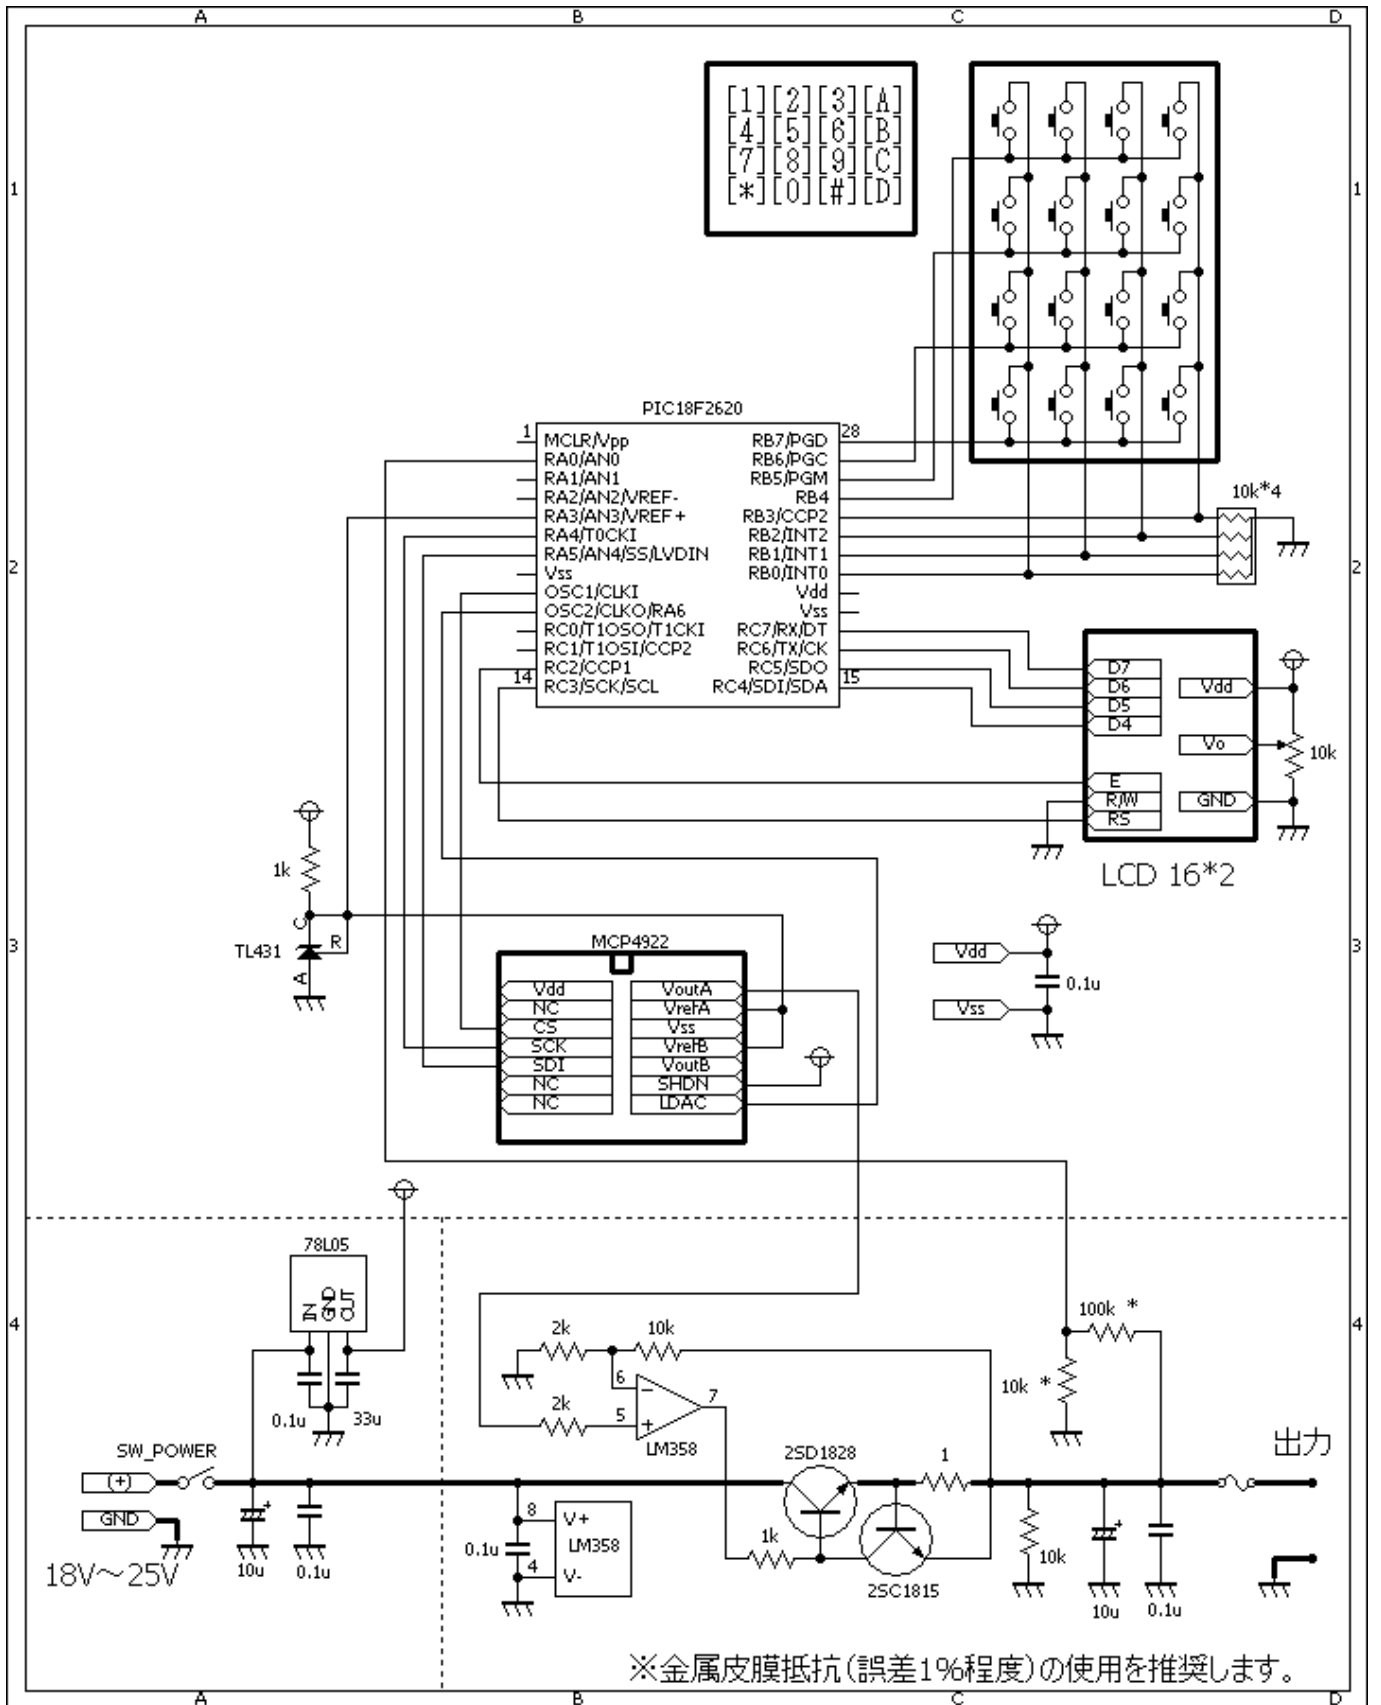 A B C D
[1][2][3][A]
[4][5][6][B]
[7][8][9][C]
[*][0][#][D]
1 1
PIC18F2620
1 28
MCLR/Vpp RB7/PGD
RA0/AN0 RB6/PGC
RA1/AN1 RB5/PGM
RA2/AN2/VREF- RB4
RA3/AN3/VREF+ RB3/CCP2
RA4/T0CKI RB2/INT2
RA5/AN4/SS/LVDIN RB1/INT1
Vss RB0/INT0
OSC1/CLKI Vdd
OSC2/CLKO/RA6 Vss
RC0/T1OSO/T1CKI RC7/RX/DT
RC1/T1OSI/CCP2 RC6/TX/CK
RC2/CCP1 RC5/SDO
RC3/SCK/SCL RC4/SDI/SDA
14 15
10k*4
2 2
D7
D6
D5
D4
E
R/W
RS
Vdd
Vo
GND
10k
LCD 16*2
1k
C
R
A
TL431
3 3
MCP4922
Vdd VoutA
NC VrefA
CS Vss
SCK VrefB
SDI VoutB
NC SHDN
NC LDAC
Vdd
Vss
0.1u
78L05
IN
GND
OUT
0.1u 33u
4 4
2k 10k
6
2k
5
7
LM358
100k *
10k *
出力
SW_POWER
(+)
GND
18V～25V
10u 0.1u
8 V+
LM358
4 V-
0.1u
2SD1828
1
1k
2SC1815
10k
10u 0.1u
※金属皮膜抵抗(誤差1%程度)の使用を推奨します。
A B C D